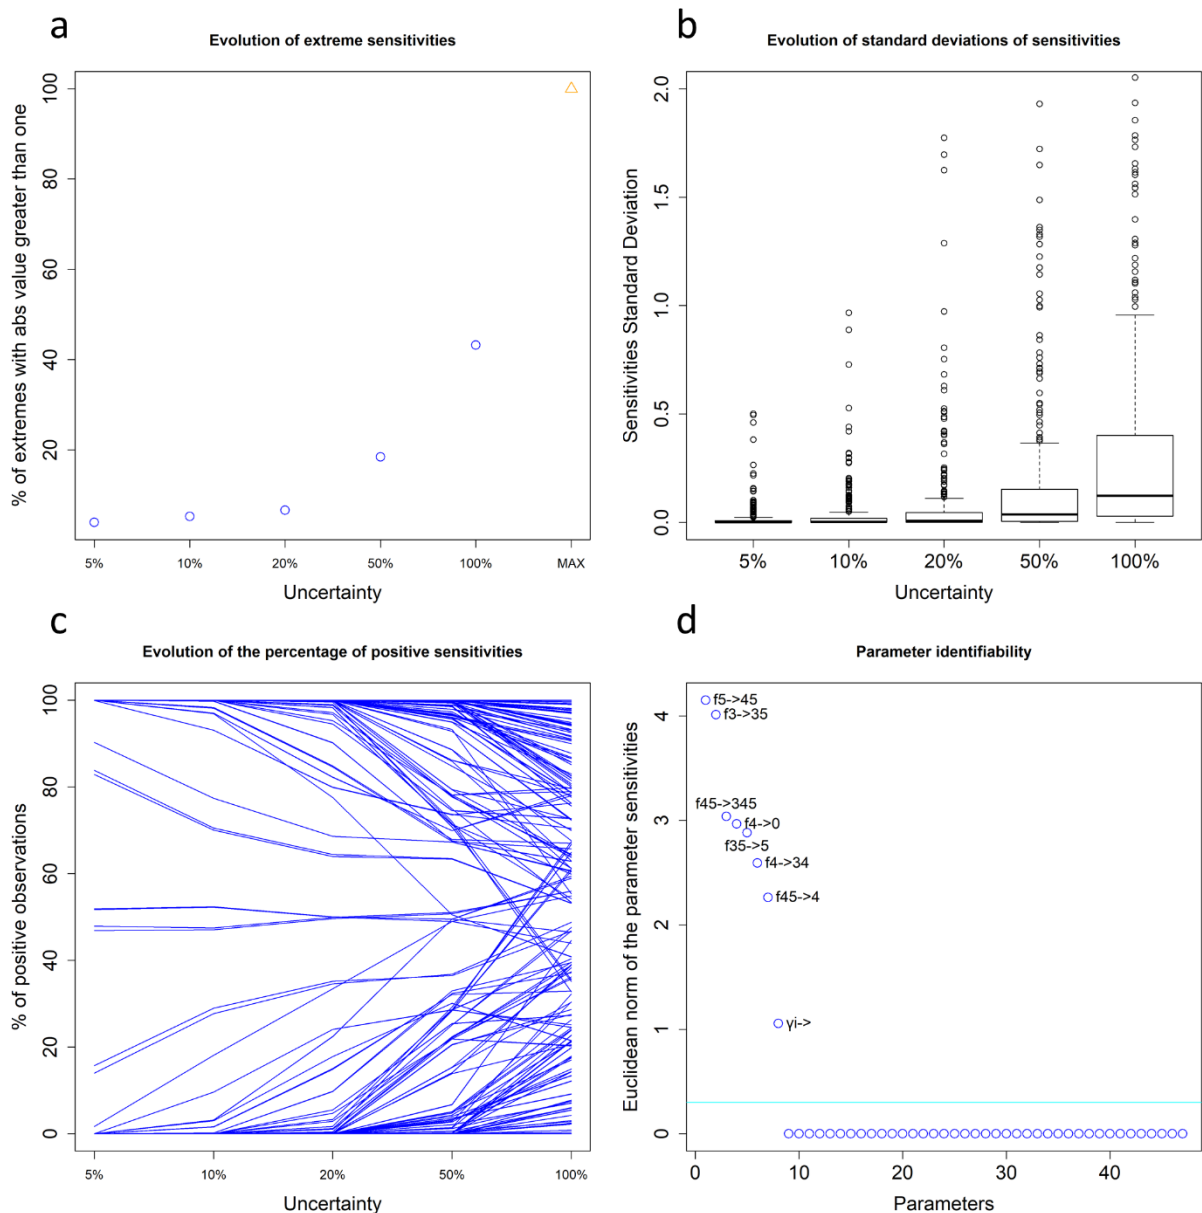 a
Evolution of extreme sensitivities
% of extremes with abs value greater than one
100
80
60
40
20
5% 10% 20% 50% 100% MAX
Uncertainty
b
Evolution of standard deviations of sensitivities
Sensitivities Standard Deviation
2.0
1.5
1.0
0.5
0.0
5% 10% 20% 50% 100%
Uncertainty
c
Evolution of the percentage of positive sensitivities
% of positive observations
100
80
60
40
20
0
5% 10% 20% 50% 100%
Uncertainty
d
Parameter identifiability
Euclidean norm of the parameter sensitivities
4
3
2
1
0
f5->45
f3->35
f45->345
f4->0
f35->5
f4->34
f45->4
γi->
0 10 20 30 40
Parameters